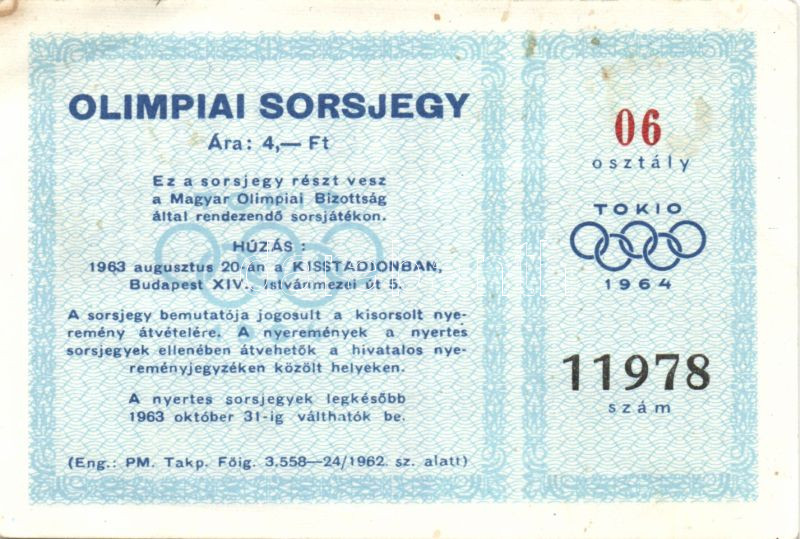 OLIMPIAI SORSJEGY
Ára: 4,— Ft
Ez a sorsjegy részt vesz
a Magyar Olimpiai Bizottság
által rendezendő sorsjátékon.
HÚZÁS :
1963 augusztus 20-án a KISSTADIONBAN,
Budapest XIV., Istvánmezei út 5.
A sorsjegy bemutatója jogosult a kisorsolt nye-
remény átvételére. A nyeremények a nyertes
sorsjegyek ellenében átvehetők a hivatalos nye-
reményjegyzéken közölt helyeken.
A nyertes sorsjegyek legkésőbb
1963 október 31-ig válthatók be.
(Eng.: PM. Takp. Főig. 3.558—24/1962. sz. alatt)
06
osztály
TOKIO
1964
11978
szám